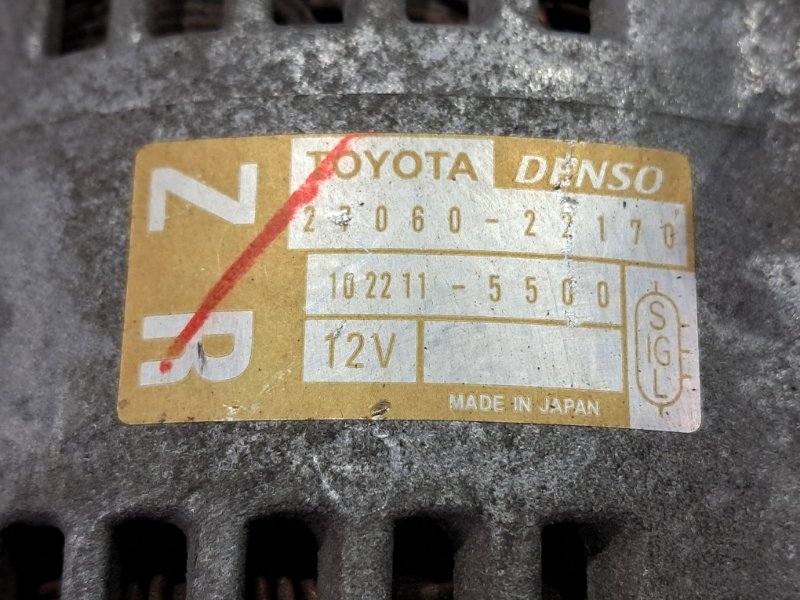 TOYOTA DENSO
27060-22170
102211-5500
12V
MADE IN JAPAN
S
IG
L
Z
R